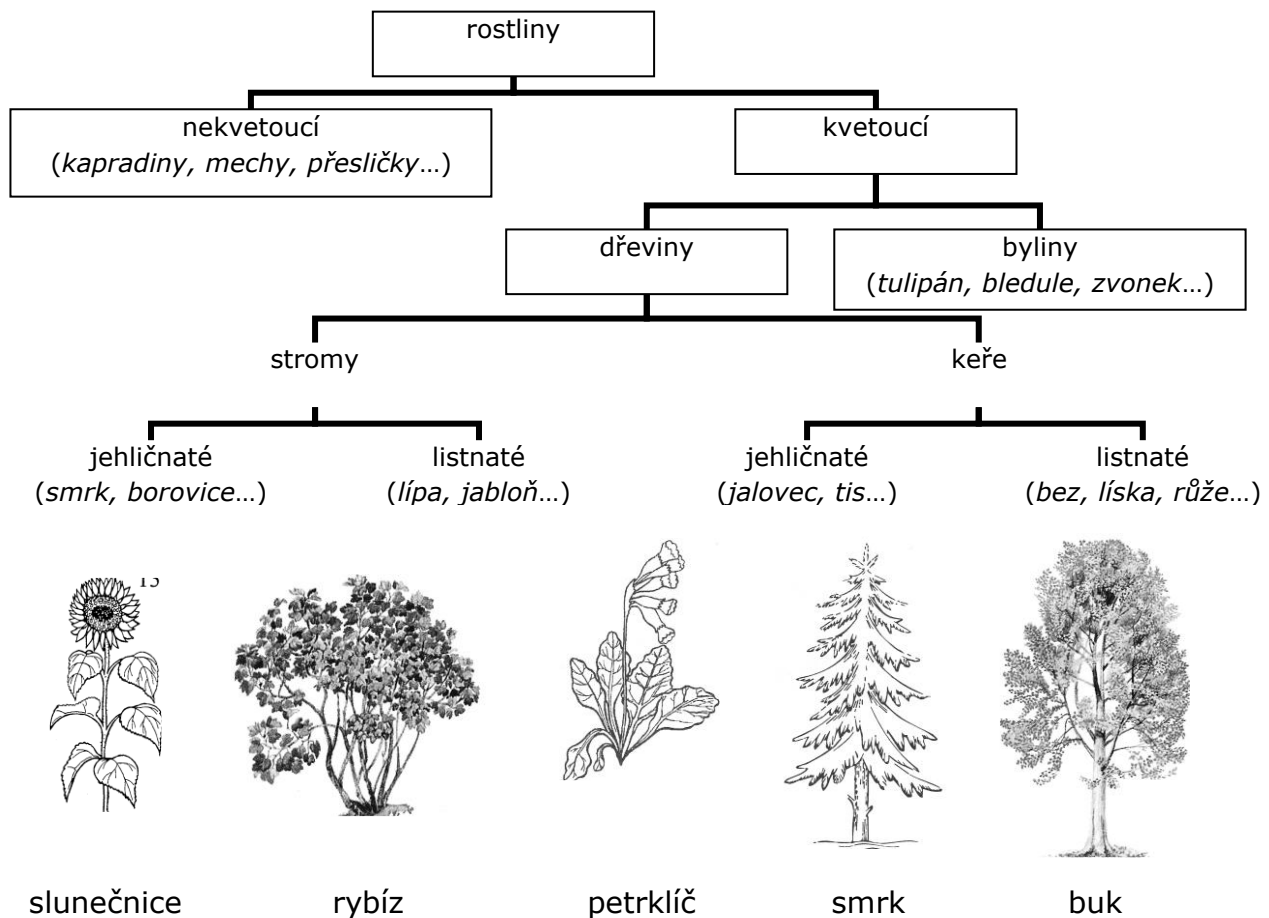 rostliny
nekvetoucí
(kapradiny, mechy, přesličky…)
kvetoucí
dřeviny
byliny
(tulipán, bledule, zvonek…)
stromy
keře
jehličnaté
(smrk, borovice…)
listnaté
(lípa, jabloň…)
jehličnaté
(jalovec, tis…)
listnaté
(bez, líska, růže…)
slunečnice
rybíz
petrklíč
smrk
buk